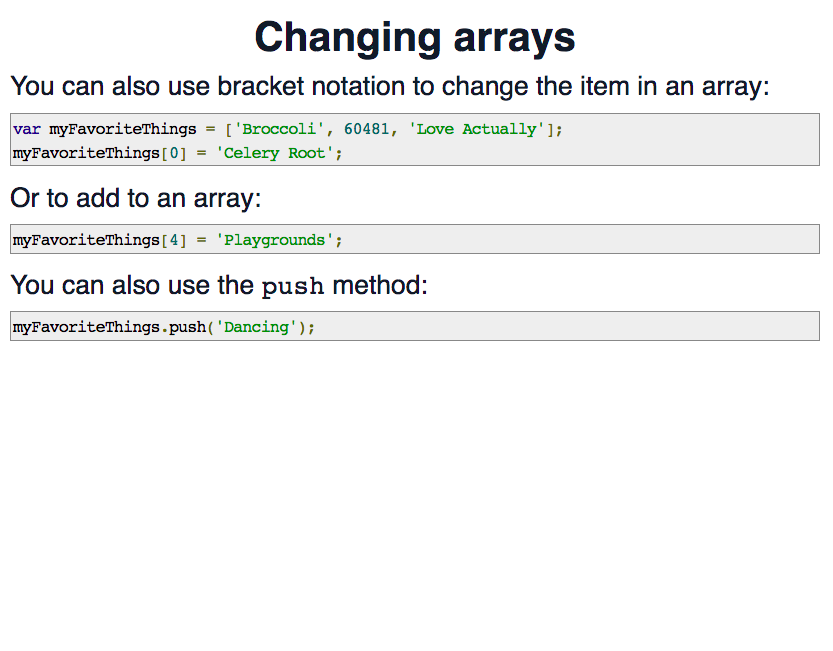 Changing arrays
You can also use bracket notation to change the item in an array:
var myFavoriteThings = ['Broccoli', 60481, 'Love Actually'];
myFavoriteThings[0] = 'Celery Root';
Or to add to an array:
myFavoriteThings[4] = 'Playgrounds';
You can also use the push method:
myFavoriteThings.push('Dancing');